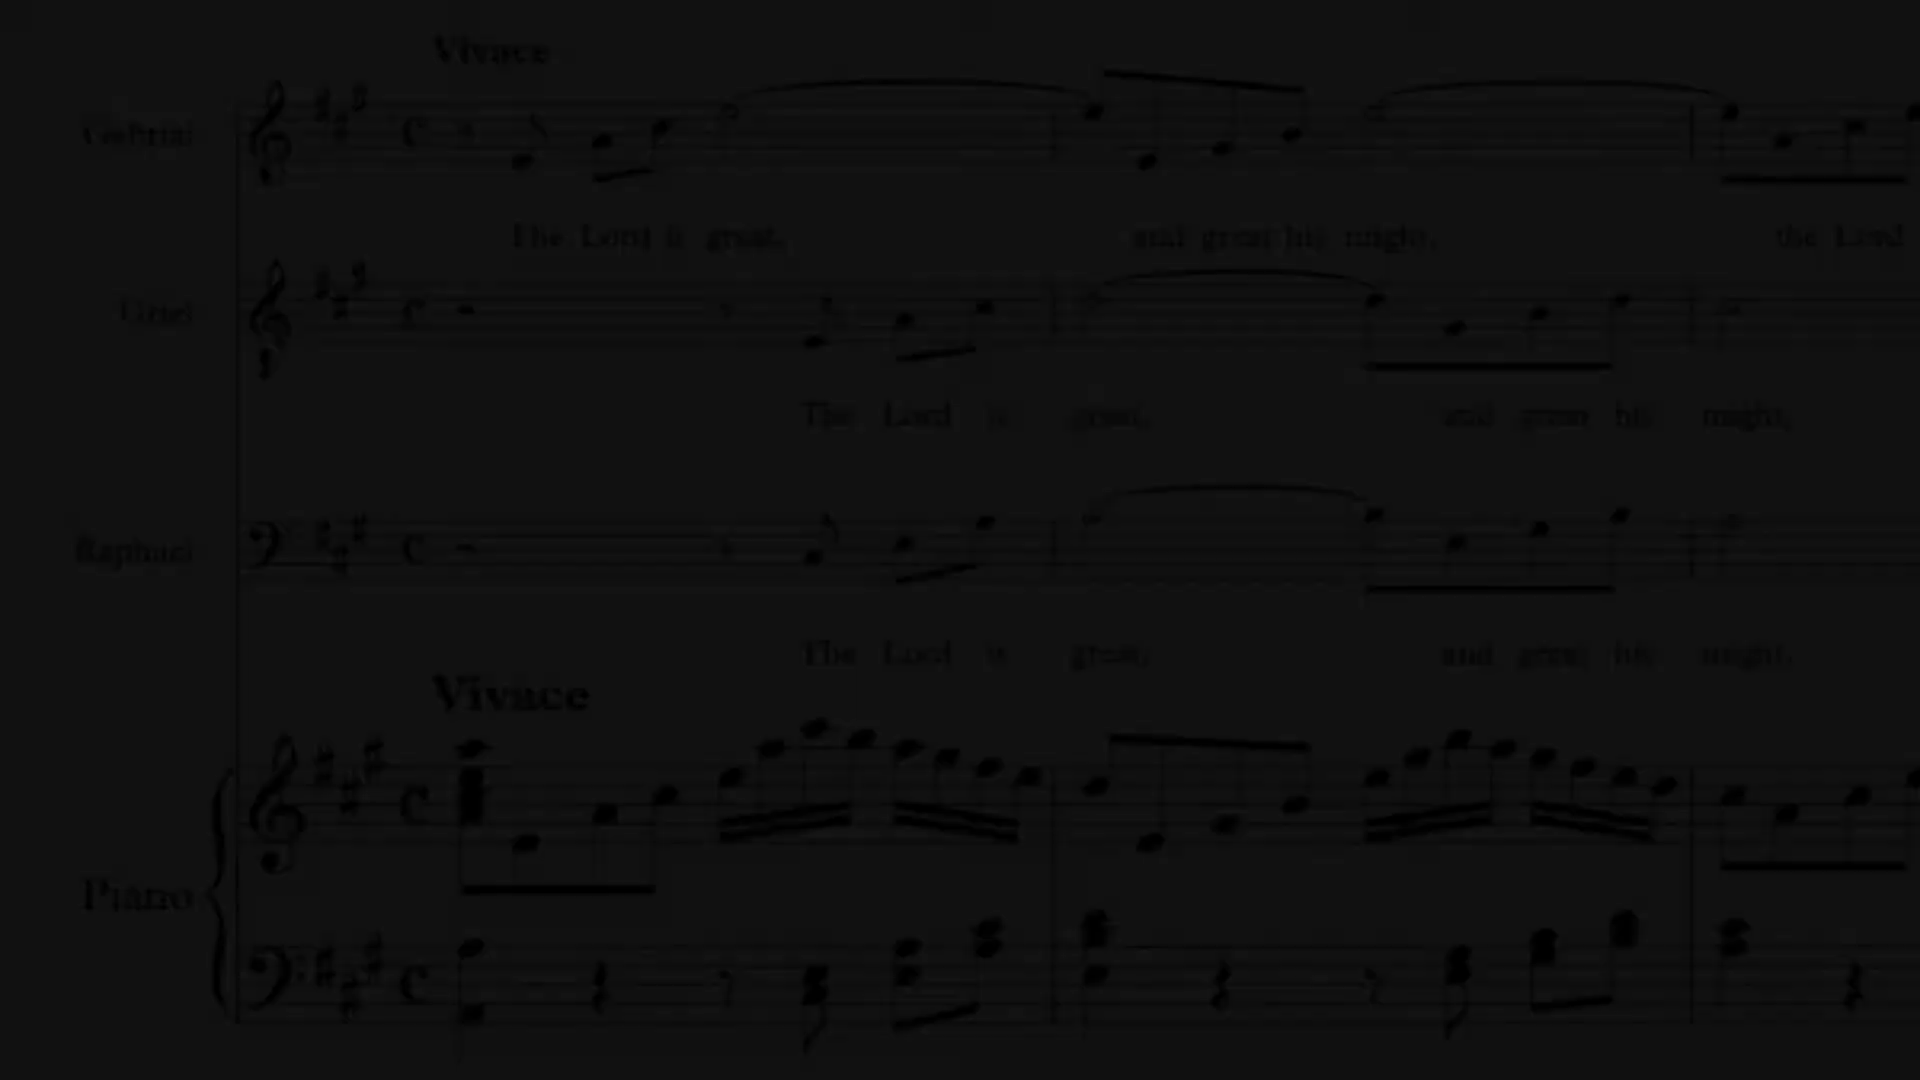 Vivace
Gabriel
The Lord is great, and great his might, the Lord
Uriel
The Lord is great, and great his might,
Raphael
The Lord is great, and great his might,
Vivace
Piano